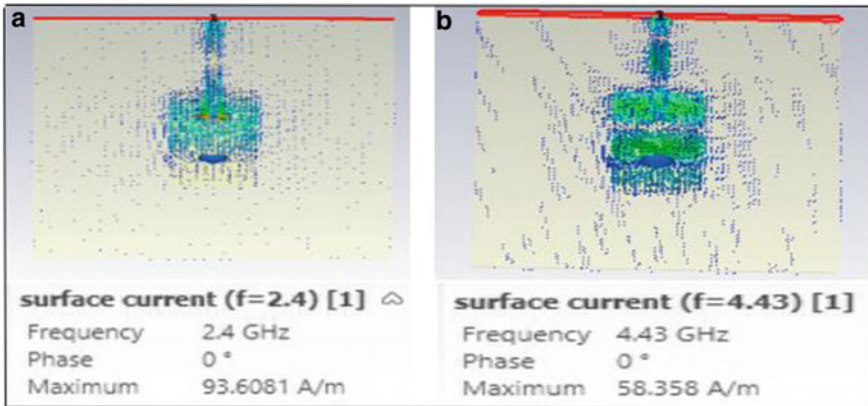 a
b
surface current (f=2.4) [1]
Frequency 2.4 GHz
Phase 0 °
Maximum 93.6081 A/m
surface current (f=4.43) [1]
Frequency 4.43 GHz
Phase 0 °
Maximum 58.358 A/m